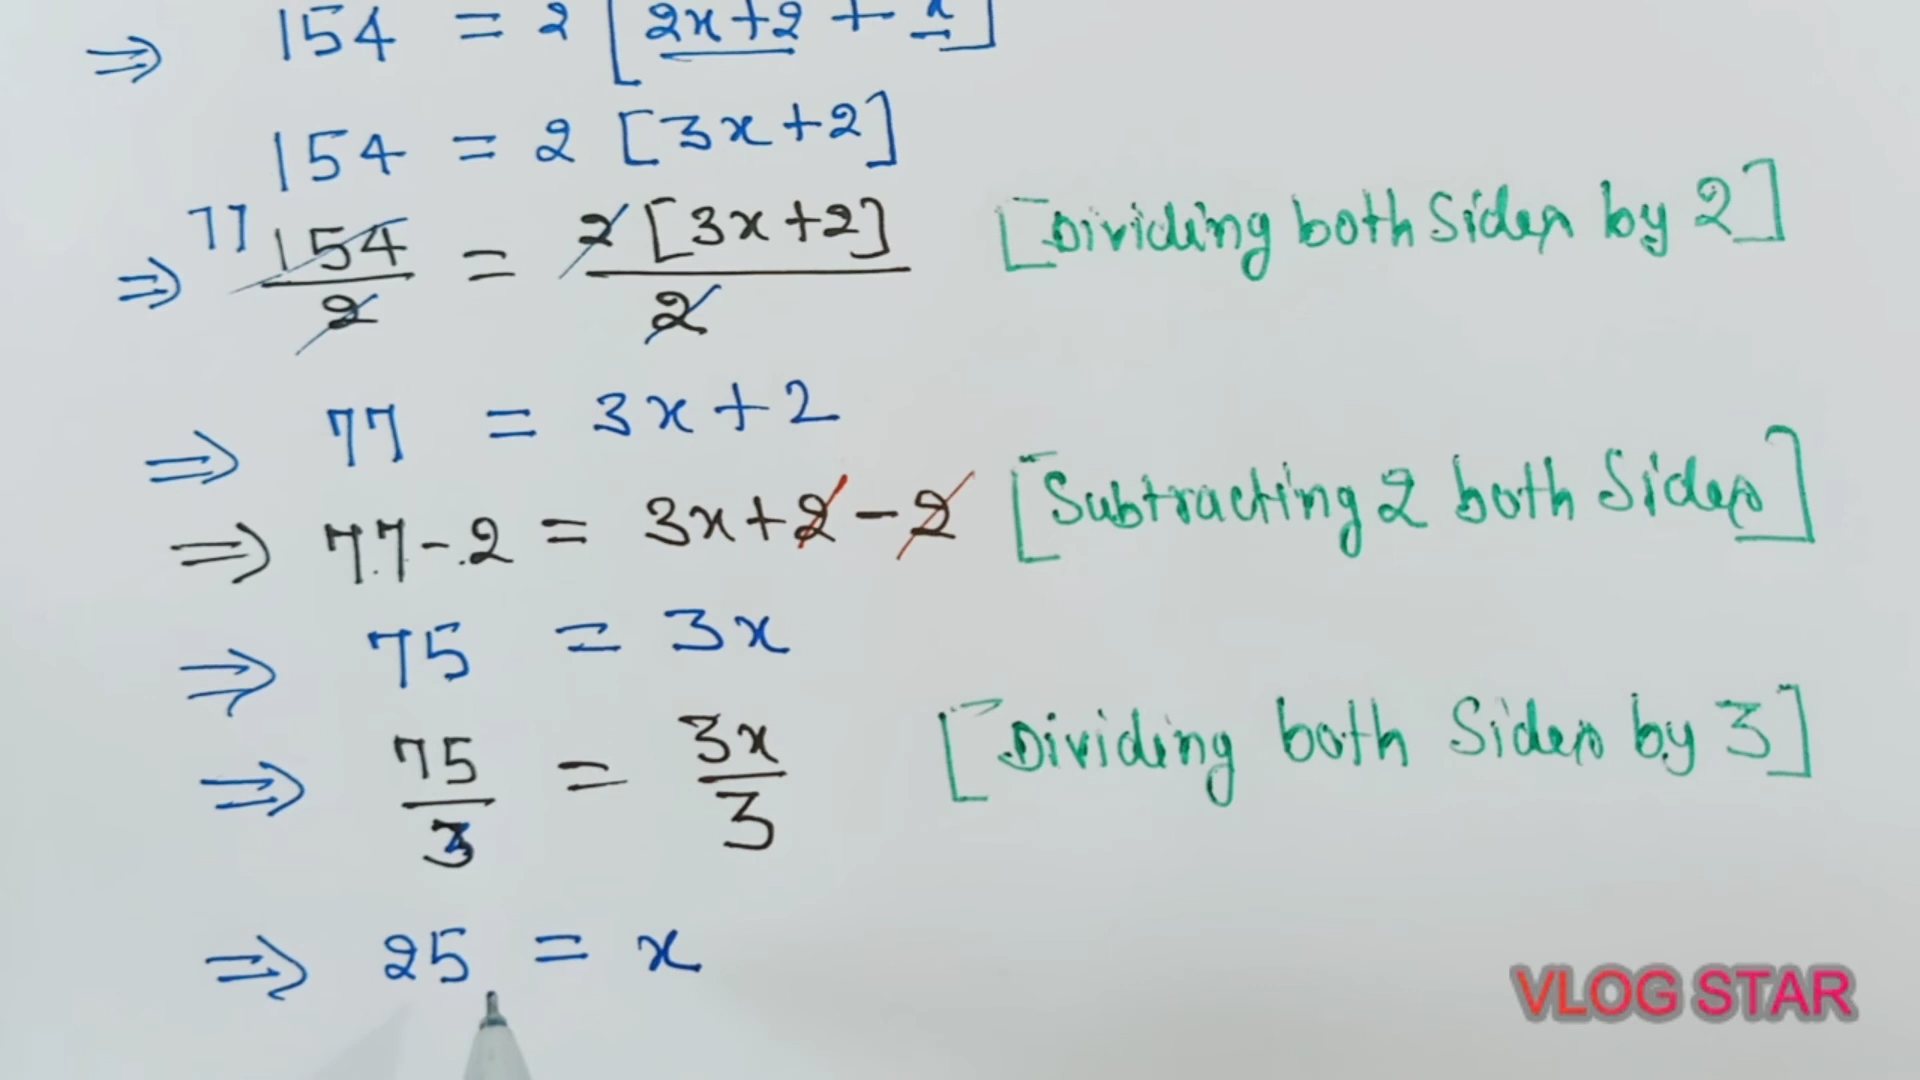 ⇒ 154 = 2 [2x+2 + x]
154 = 2 [3x+2]
77
⇒ 154/2 = 2[3x+2]/2 [Dividing both Sides by 2]
⇒ 77 = 3x+2
⇒ 77-2 = 3x+2-2 [Subtracting 2 both Sides]
⇒ 75 = 3x
⇒ 75/3 = 3x/3 [Dividing both Sides by 3]
⇒ 25 = x
VLOG STAR